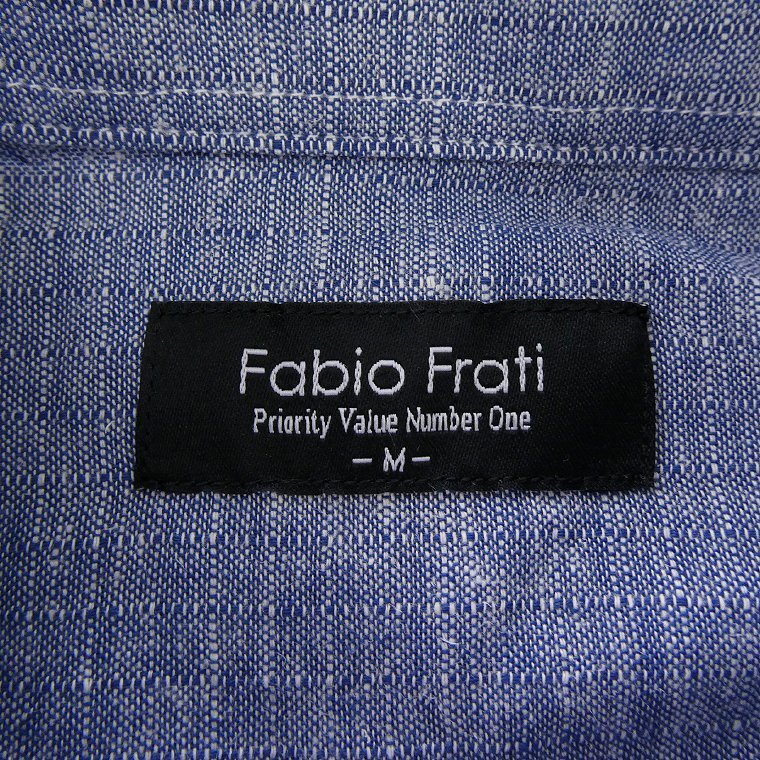 Fabio Frati
Priority Value Number One
- M -